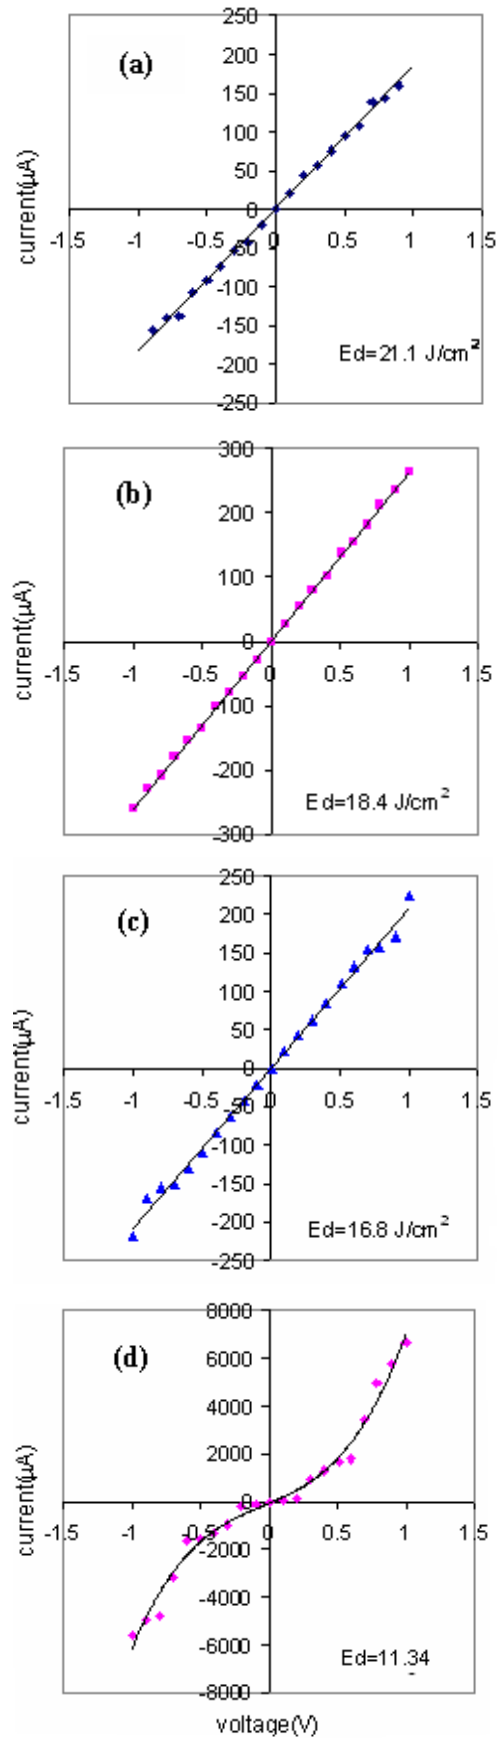 250
(a)
200
150
100
50
0
-1.5 -1 -0.5 0 0.5 1 1.5
-50
-100
-150
Ed=21.1 J/cm²
-200
-250
current(µA)
300
(b)
200
100
0
-1.5 -1 -0.5 0 0.5 1 1.5
-100
-200
Ed=18.4 J/cm²
-300
current(µA)
250
(c)
200
150
100
50
0
-1.5 -1 -0.5 0 0.5 1 1.5
-50
-100
-150
-200
Ed=16.8 J/cm²
-250
current(µA)
8000
(d)
6000
4000
2000
0
-1.5 -1 -0.5 0 0.5 1 1.5
-2000
-4000
-6000
Ed=11.34
-8000
current(µA)
voltage(V)